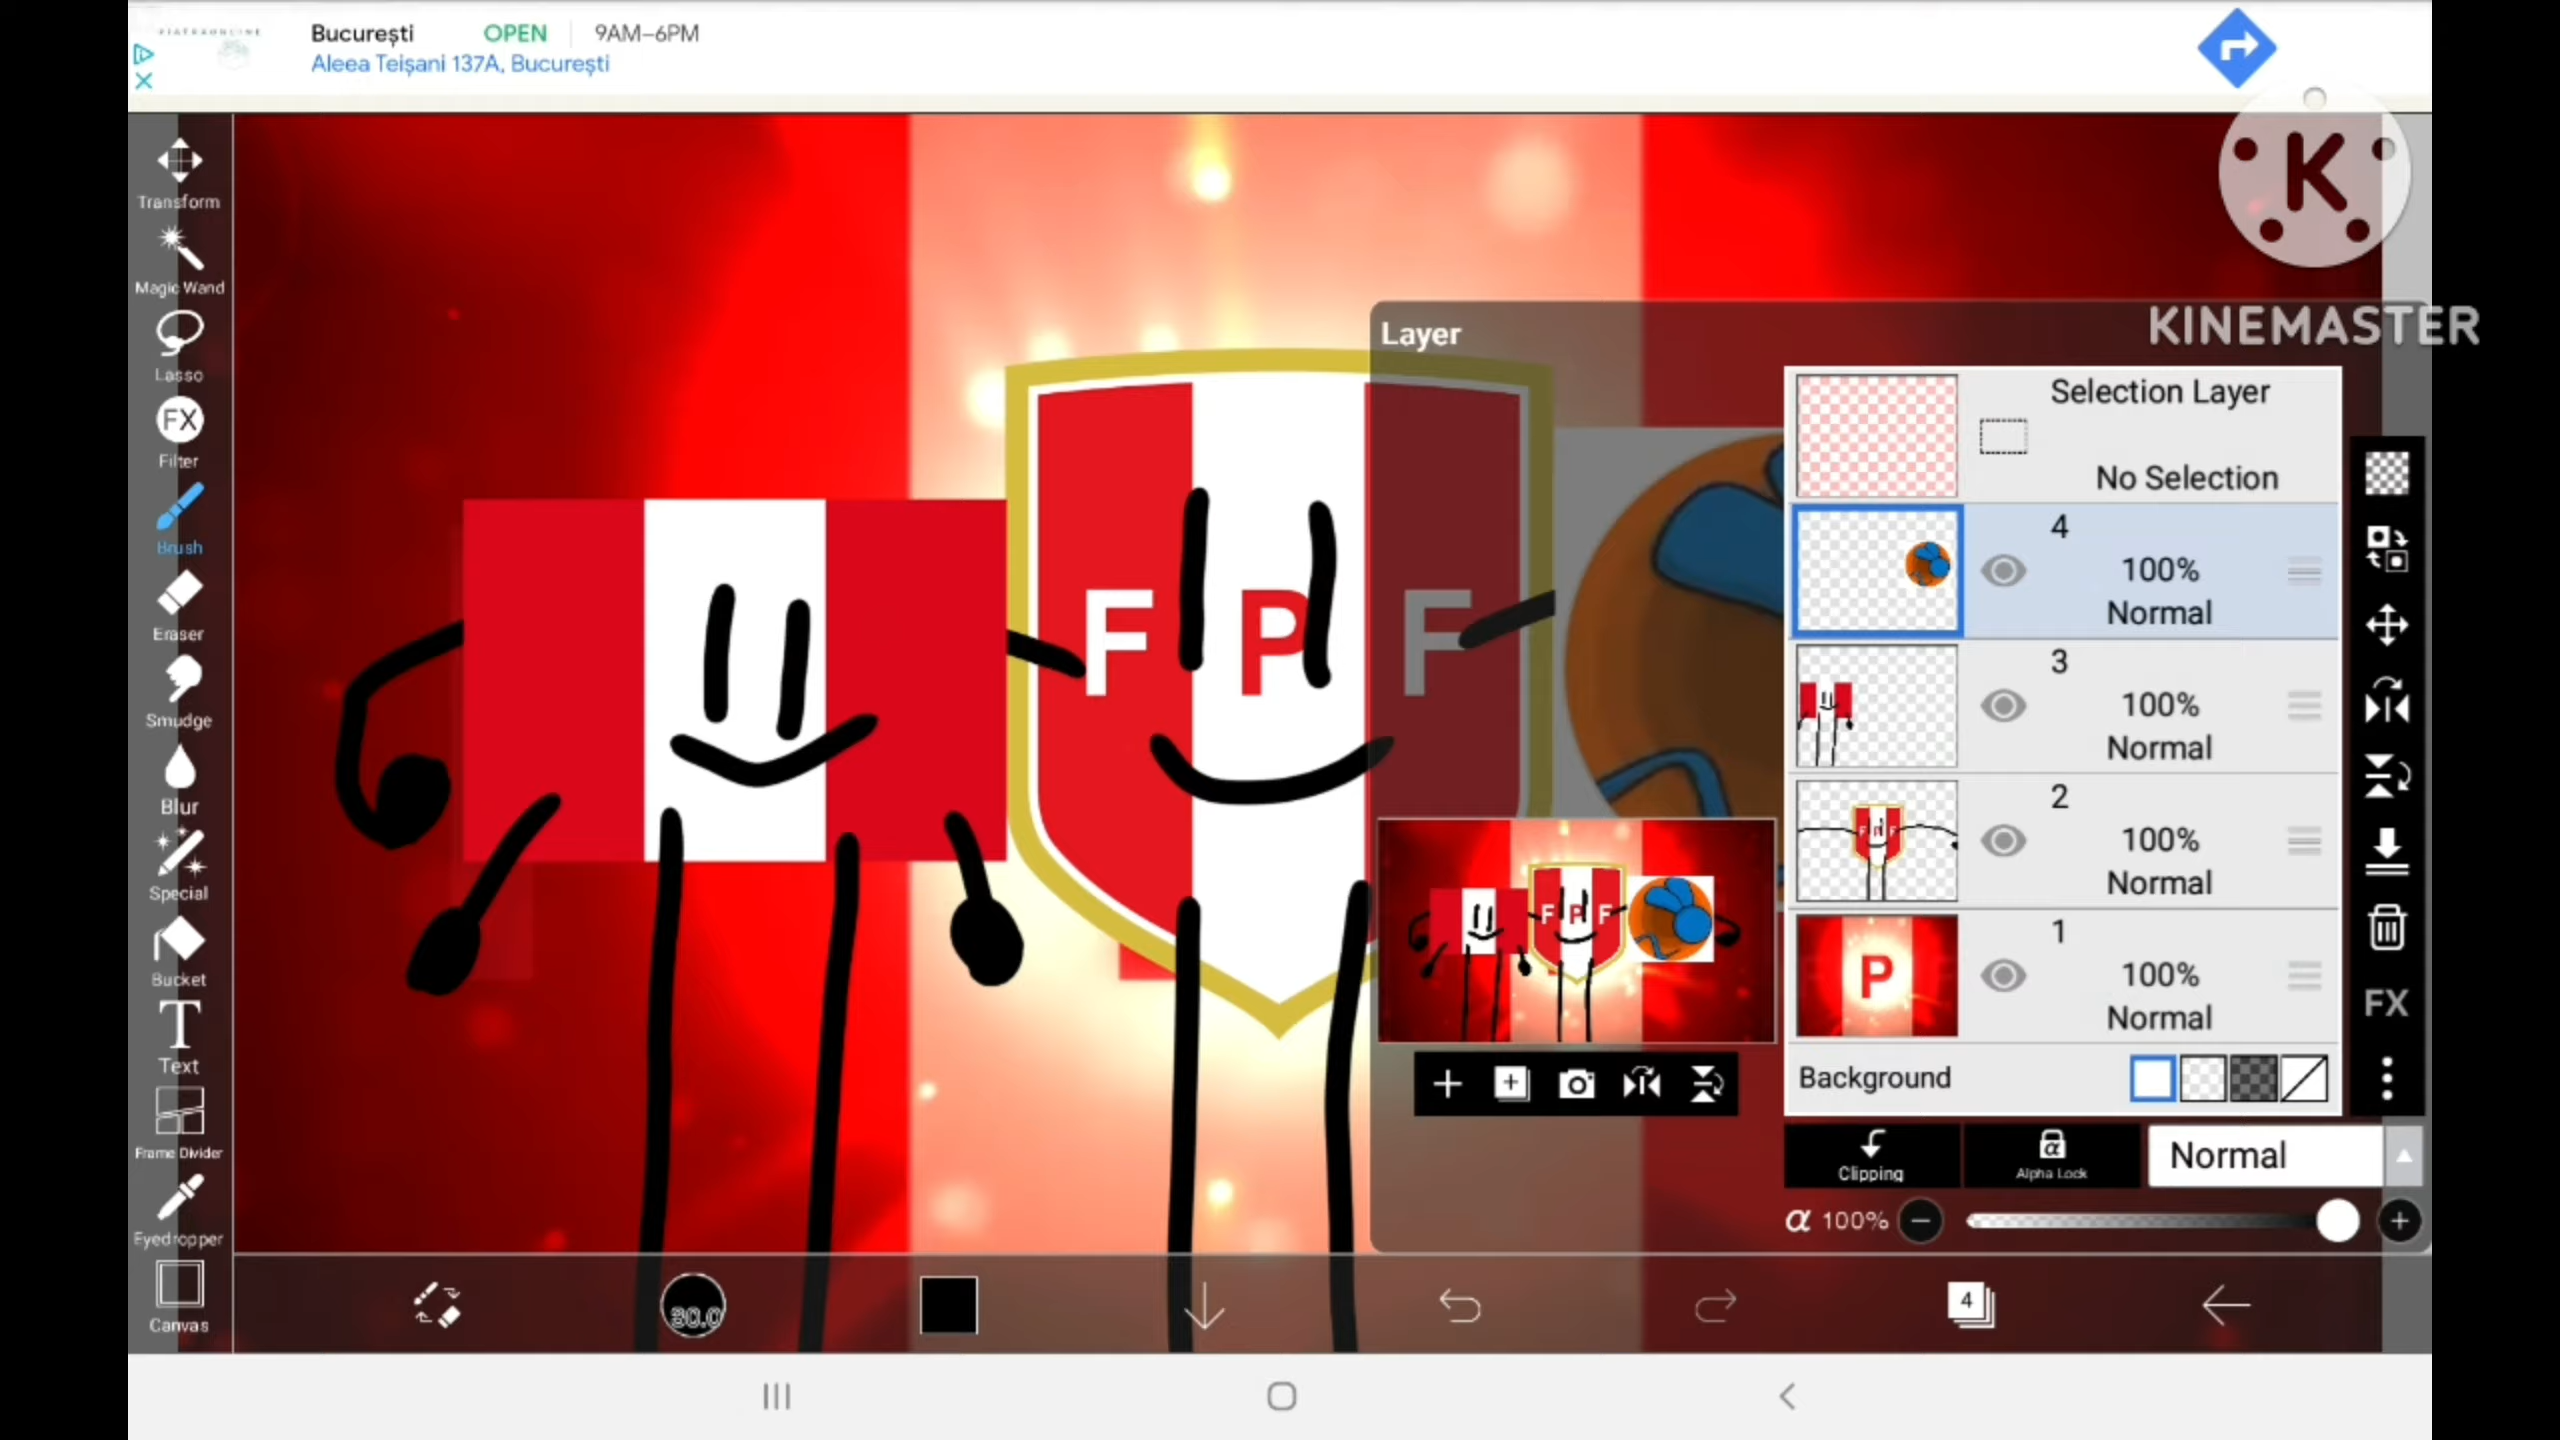 PIATRAONLINE
București OPEN 9AM–6PM
Aleea Teișani 137A, București
K
KINEMASTER
Transform
Magic Wand
Lasso
FX
Filter
Brush
Eraser
Smudge
Blur
Special
Bucket
T
Text
Frame Divider
Eyedropper
Canvas
F P F
Layer
Selection Layer
No Selection
4
100%
Normal
3
100%
Normal
2
100%
Normal
P
1
100%
Normal
Background
F P F
FX
Clipping
α
Alpha Lock
Normal
α 100%
30.0
4